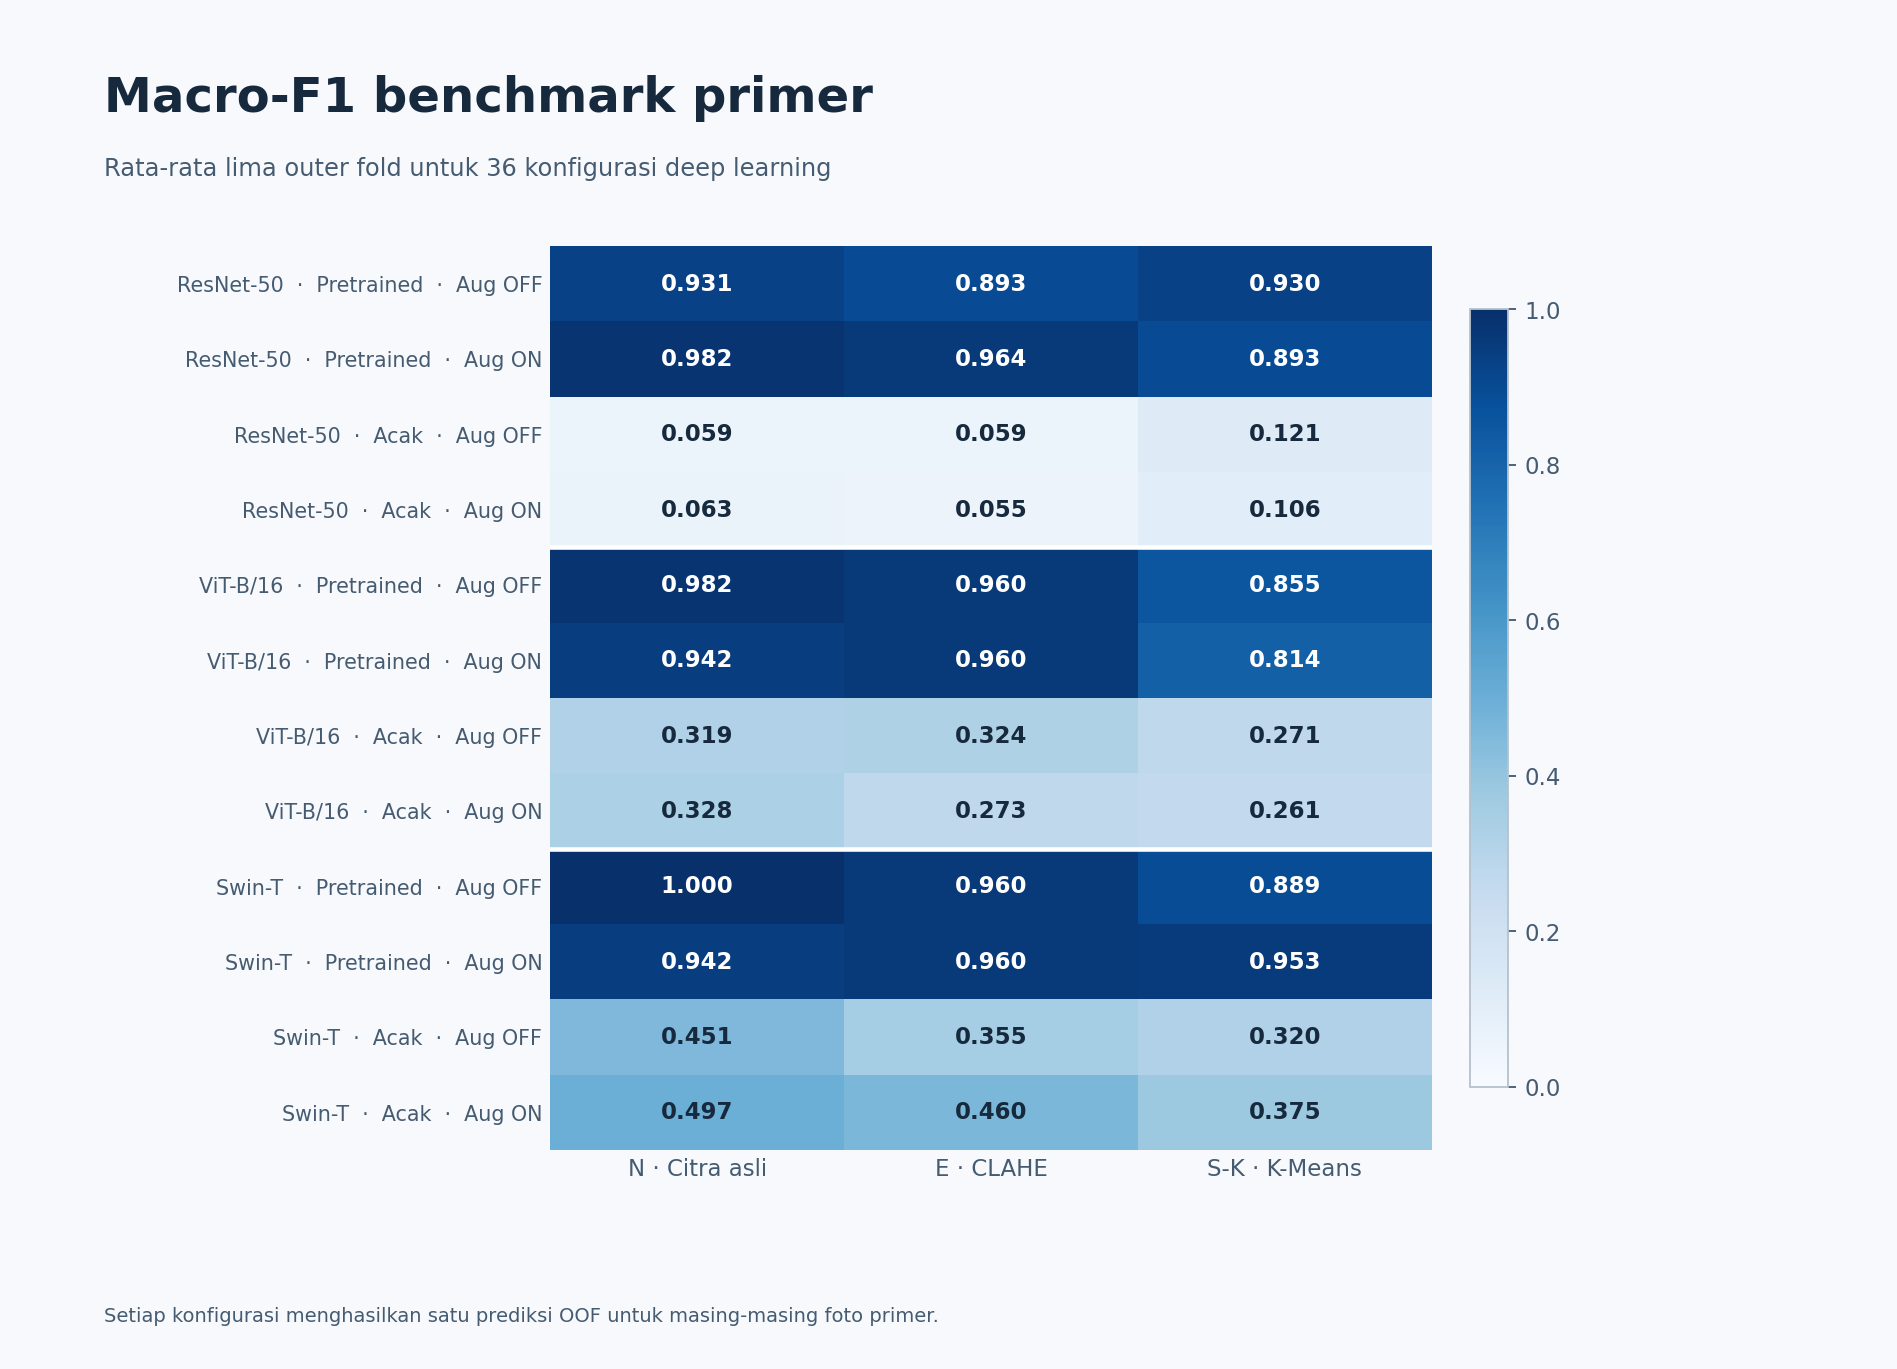 Macro-F1 benchmark primer
Rata-rata lima outer fold untuk 36 konfigurasi deep learning
ResNet-50 · Pretrained · Aug OFF 0.931 0.893 0.930
ResNet-50 · Pretrained · Aug ON 0.982 0.964 0.893
ResNet-50 · Acak · Aug OFF 0.059 0.059 0.121
ResNet-50 · Acak · Aug ON 0.063 0.055 0.106
ViT-B/16 · Pretrained · Aug OFF 0.982 0.960 0.855
ViT-B/16 · Pretrained · Aug ON 0.942 0.960 0.814
ViT-B/16 · Acak · Aug OFF 0.319 0.324 0.271
ViT-B/16 · Acak · Aug ON 0.328 0.273 0.261
Swin-T · Pretrained · Aug OFF 1.000 0.960 0.889
Swin-T · Pretrained · Aug ON 0.942 0.960 0.953
Swin-T · Acak · Aug OFF 0.451 0.355 0.320
Swin-T · Acak · Aug ON 0.497 0.460 0.375
N · Citra asli E · CLAHE S-K · K-Means
1.0
0.8
0.6
0.4
0.2
0.0
Setiap konfigurasi menghasilkan satu prediksi OOF untuk masing-masing foto primer.